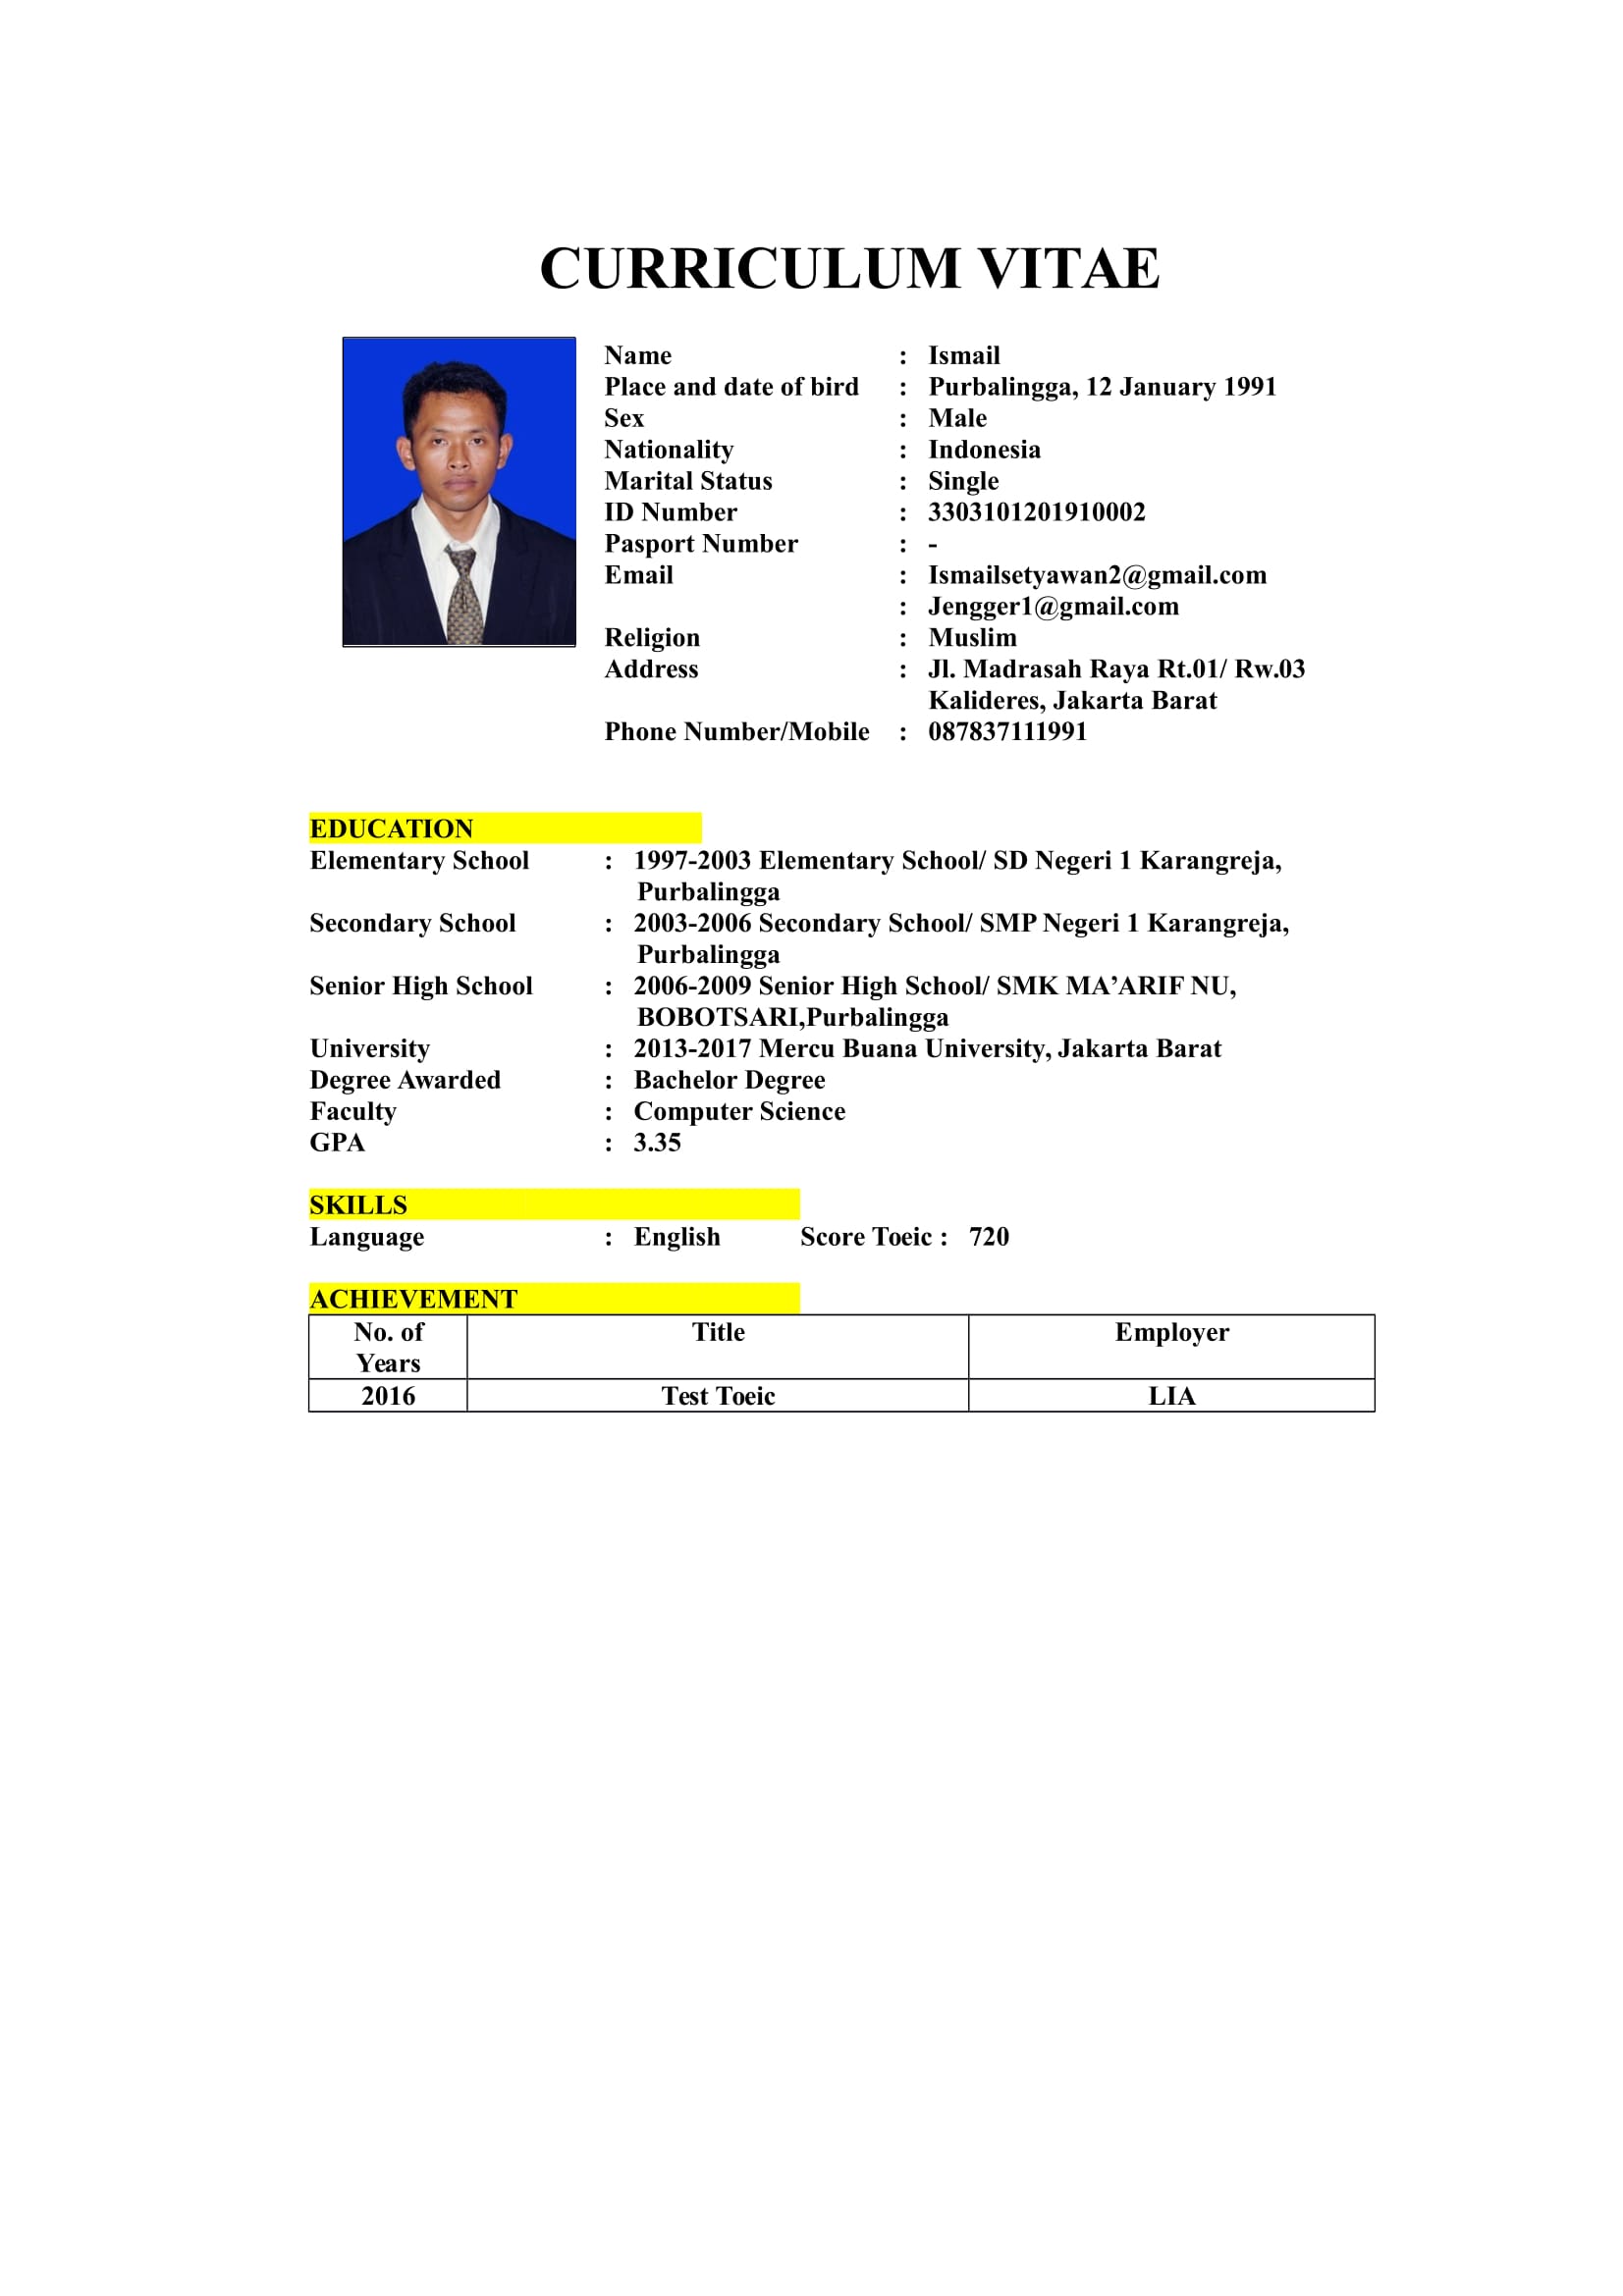 CURRICULUM VITAE
Name : Ismail
Place and date of bird : Purbalingga, 12 January 1991
Sex : Male
Nationality : Indonesia
Marital Status : Single
ID Number : 3303101201910002
Pasport Number : -
Email : Ismailsetyawan2@gmail.com
: Jengger1@gmail.com
Religion : Muslim
Address : Jl. Madrasah Raya Rt.01/ Rw.03
Kalideres, Jakarta Barat
Phone Number/Mobile : 087837111991
EDUCATION
Elementary School : 1997-2003 Elementary School/ SD Negeri 1 Karangreja,
Purbalingga
Secondary School : 2003-2006 Secondary School/ SMP Negeri 1 Karangreja,
Purbalingga
Senior High School : 2006-2009 Senior High School/ SMK MA’ARIF NU,
BOBOTSARI,Purbalingga
University : 2013-2017 Mercu Buana University, Jakarta Barat
Degree Awarded : Bachelor Degree
Faculty : Computer Science
GPA : 3.35
SKILLS
Language : English Score Toeic : 720
ACHIEVEMENT
No. of Title Employer
Years
2016 Test Toeic LIA